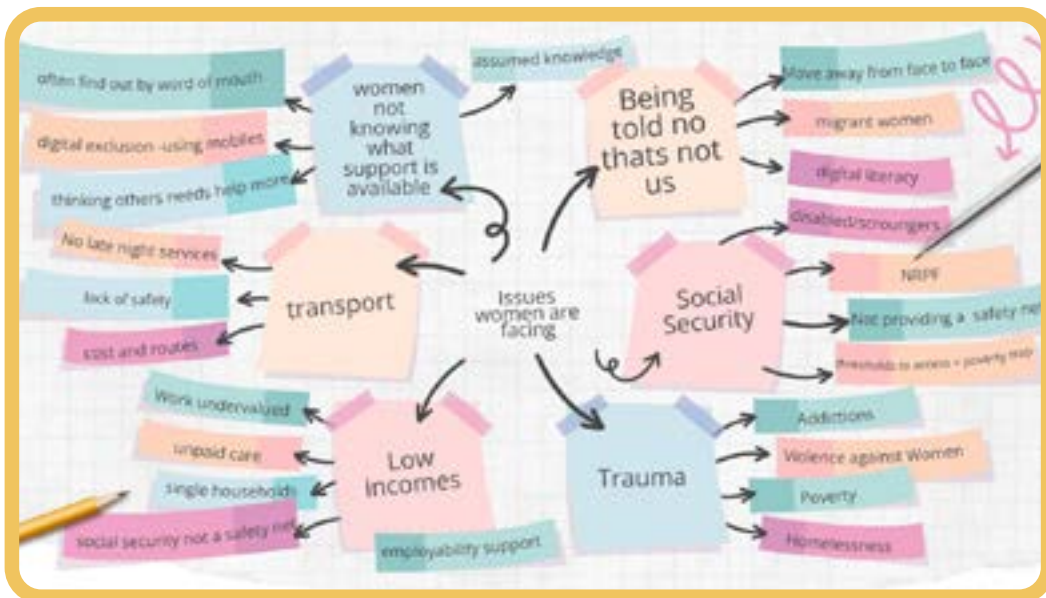 often find out by word of mouth
digital exclusion -using mobiles
thinking others needs help more
women
not
knowing
what
support is
available
assumed knowledge
Being
told no
thats not
us
Move away from face to face
migrant women
digital literacy
No late night services
lack of safety
cost and routes
transport
Issues
women are
facing
Social
Security
disabled/scroungers
NRPF
Not providing a safety net
thresholds to access = poverty trap
Work undervalued
unpaid care
single households
social security not a safety net
Low
Incomes
employability support
Trauma
Addictions
Violence against Women
Poverty
Homelessness